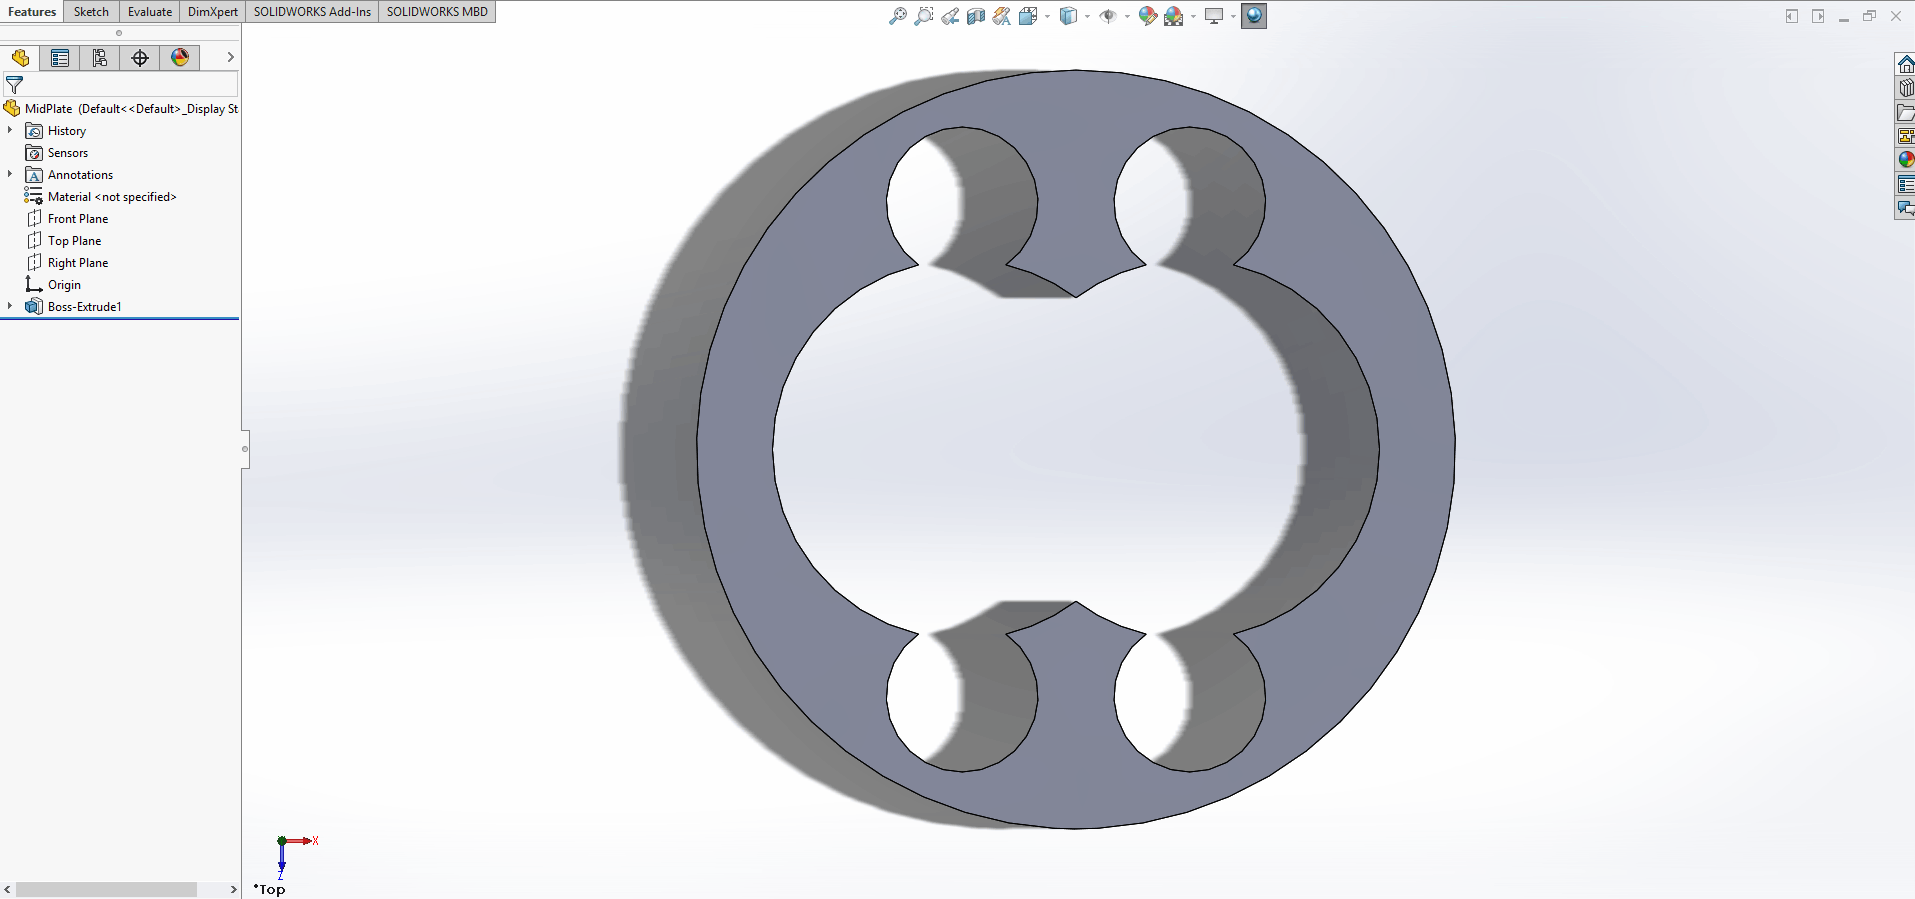 Features Sketch Evaluate DimXpert SOLIDWORKS Add-Ins SOLIDWORKS MBD
MidPlate (Default<<Default>_Display St
History
Sensors
A Annotations
Material <not specified>
Front Plane
Top Plane
Right Plane
Origin
Boss-Extrude1
X
Z
*Top